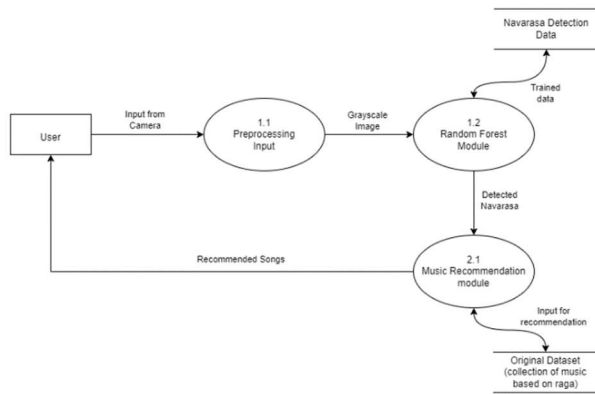 Navarasa Detection
Data
Trained
data
Input from
Camera
Grayscale
Image
User
1.1
Preprocessing
Input
1.2
Random Forest
Module
Detected
Navarasa
Recommended Songs
2.1
Music Recommendation
module
Input for
recommendation
Original Dataset
(collection of music
based on raga)